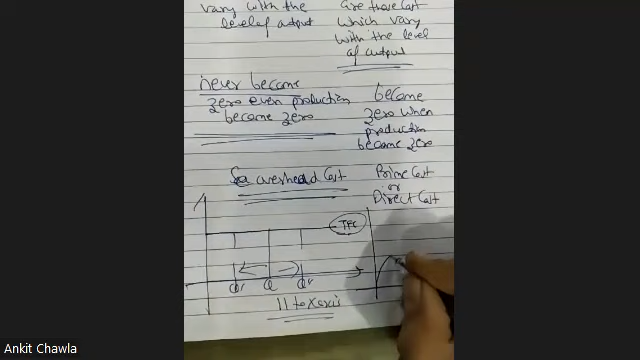 vary with the
level of output
are those cost
which vary
with the level
of output
never become
zero even production
become zero
become
zero when
production
become zero
overhead Cost
Prime Cost
or
Direct Cost
TFC
Q
11 to X axis
Ankit Chawla